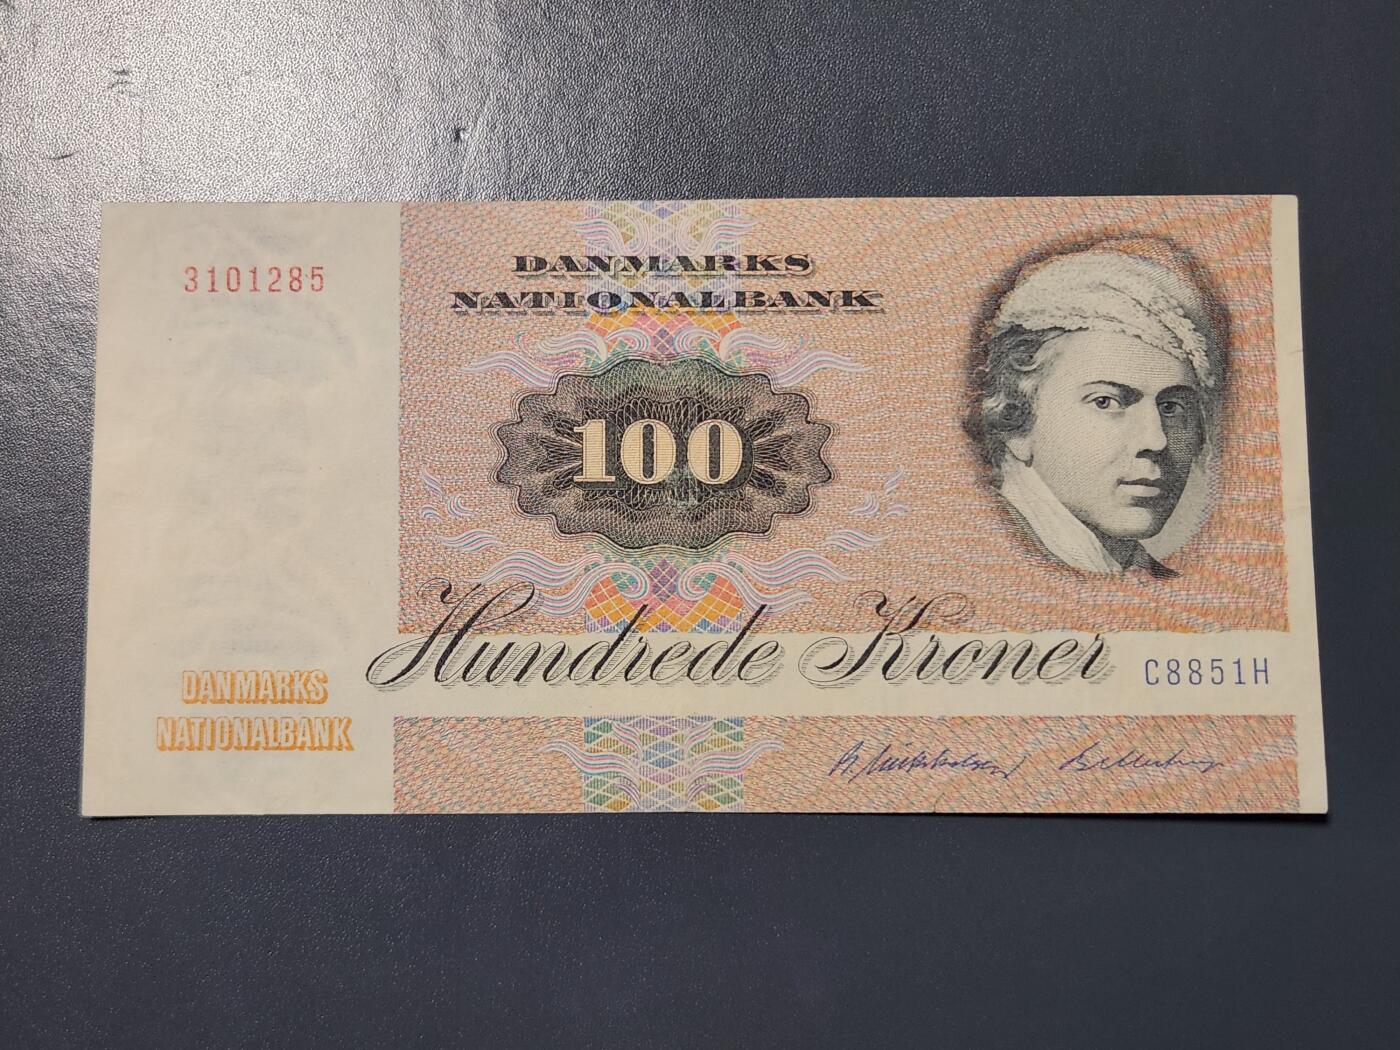 3101285
DANMARKS
NATIONALBANK
100
Hundrede Kroner
C8851H
DANMARKS
NATIONALBANK